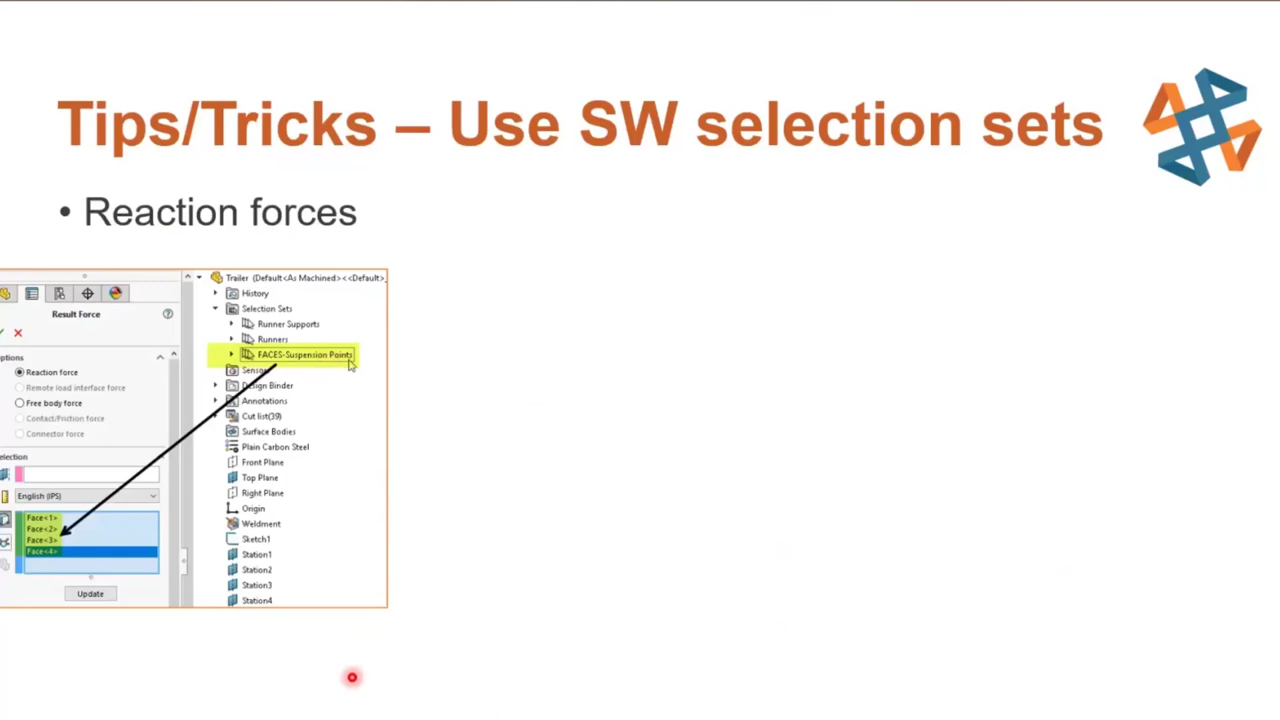 Tips/Tricks – Use SW selection sets
• Reaction forces
Result Force
ptions
Reaction force
Remote load interface force
Free body force
Contact/Friction force
Connector force
election
English (IPS)
Face<1>
Face<2>
Face<3>
Face<4>
Update
Trailer (Default<As Machined><<Default>_
History
Selection Sets
Runner Supports
Runners
FACES-Suspension Points
Sensors
Design Binder
Annotations
Cut list(39)
Surface Bodies
Plain Carbon Steel
Front Plane
Top Plane
Right Plane
Origin
Weldment
Sketch1
Station1
Station2
Station3
Station4